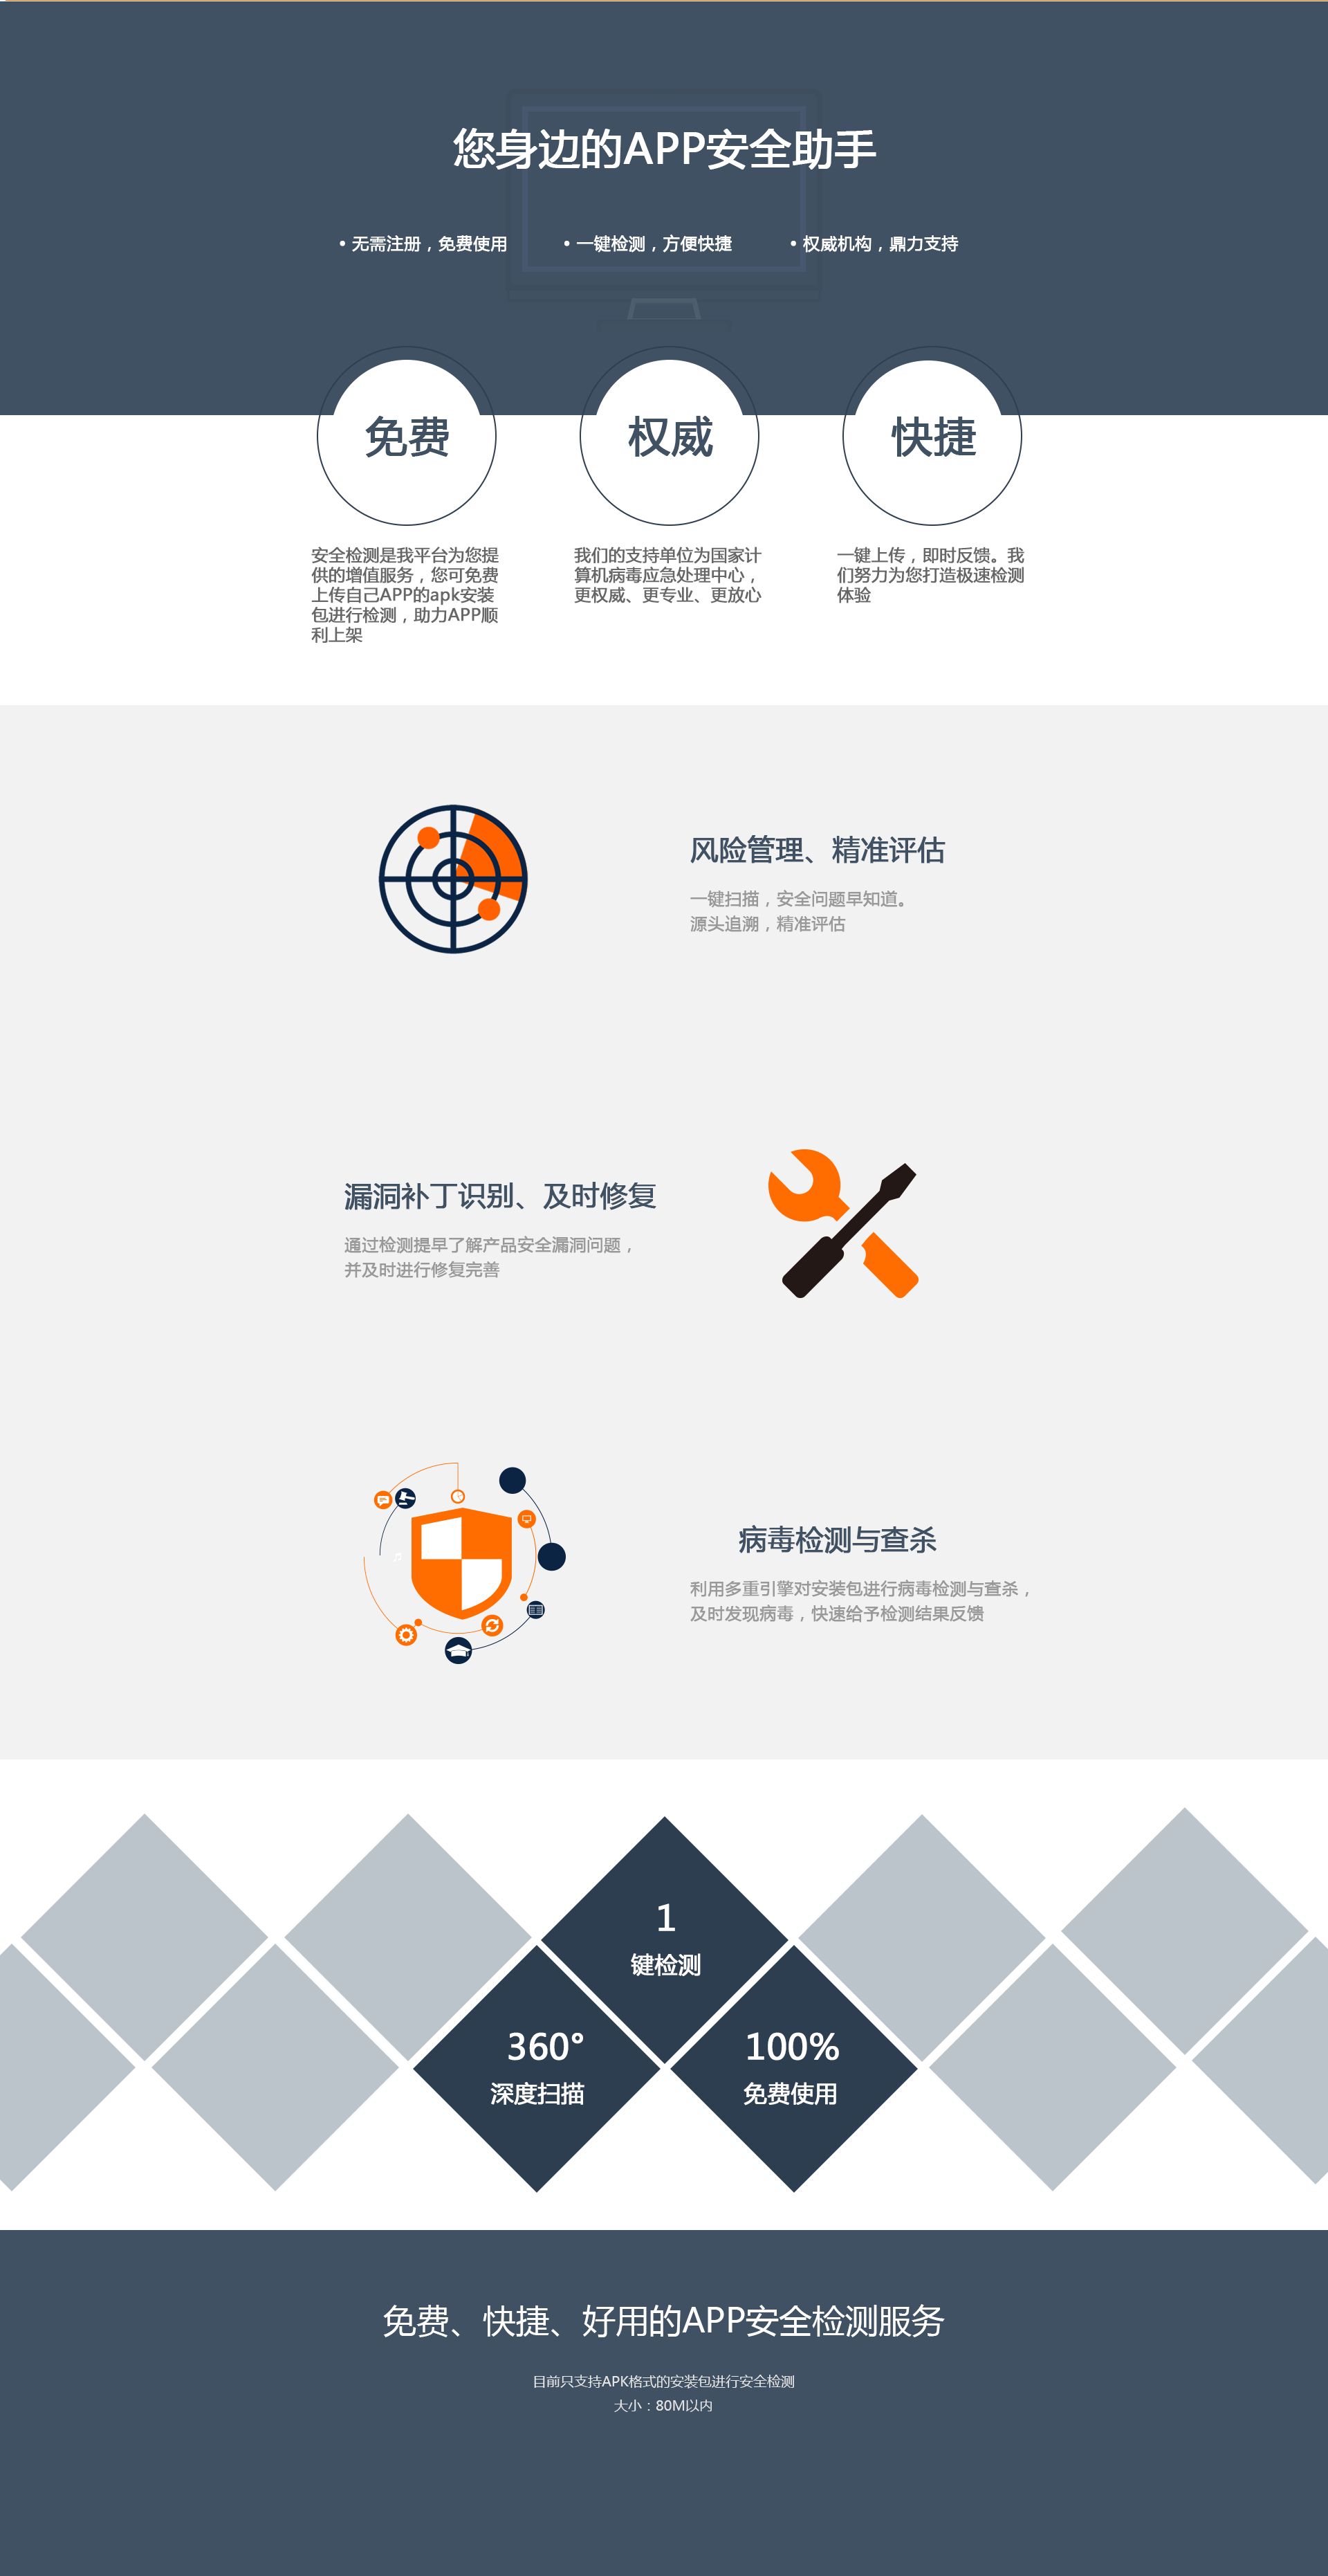 您身边的APP安全助手
• 无需注册，免费使用
• 一键检测，方便快捷
• 权威机构，鼎力支持
免费
权威
快捷
安全检测是我平台为您提
供的增值服务，您可免费
上传自己APP的apk安装
包进行检测，助力APP顺
利上架
我们的支持单位为国家计
算机病毒应急处理中心，
更权威、更专业、更放心
一键上传，即时反馈。我
们努力为您打造极速检测
体验
风险管理、精准评估
一键扫描，安全问题早知道。
源头追溯，精准评估
漏洞补丁识别、及时修复
通过检测提早了解产品安全漏洞问题，
并及时进行修复完善
病毒检测与查杀
利用多重引擎对安装包进行病毒检测与查杀，
及时发现病毒，快速给予检测结果反馈
1
键检测
360°
深度扫描
100%
免费使用
免费、快捷、好用的APP安全检测服务
目前只支持APK格式的安装包进行安全检测
大小：80M以内